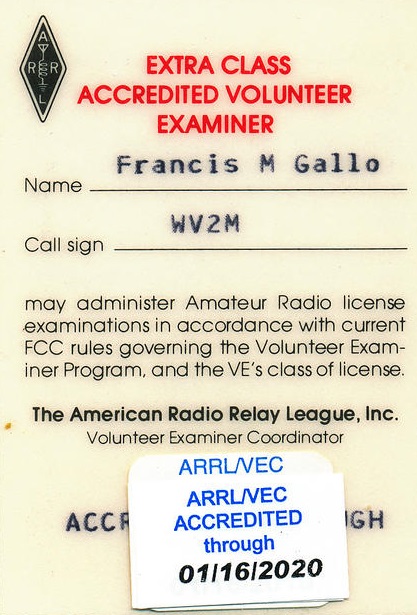 A
R R
L
EXTRA CLASS
ACCREDITED VOLUNTEER
EXAMINER
Name Francis M Gallo
Call sign WV2M
may administer Amateur Radio license
examinations in accordance with current
FCC rules governing the Volunteer Exam-
iner Program, and the VE's class of license.
The American Radio Relay League, Inc.
Volunteer Examiner Coordinator
ARRL/VEC
ARRL/VEC
ACCREDITED
through
01/16/2020
ACCR GH